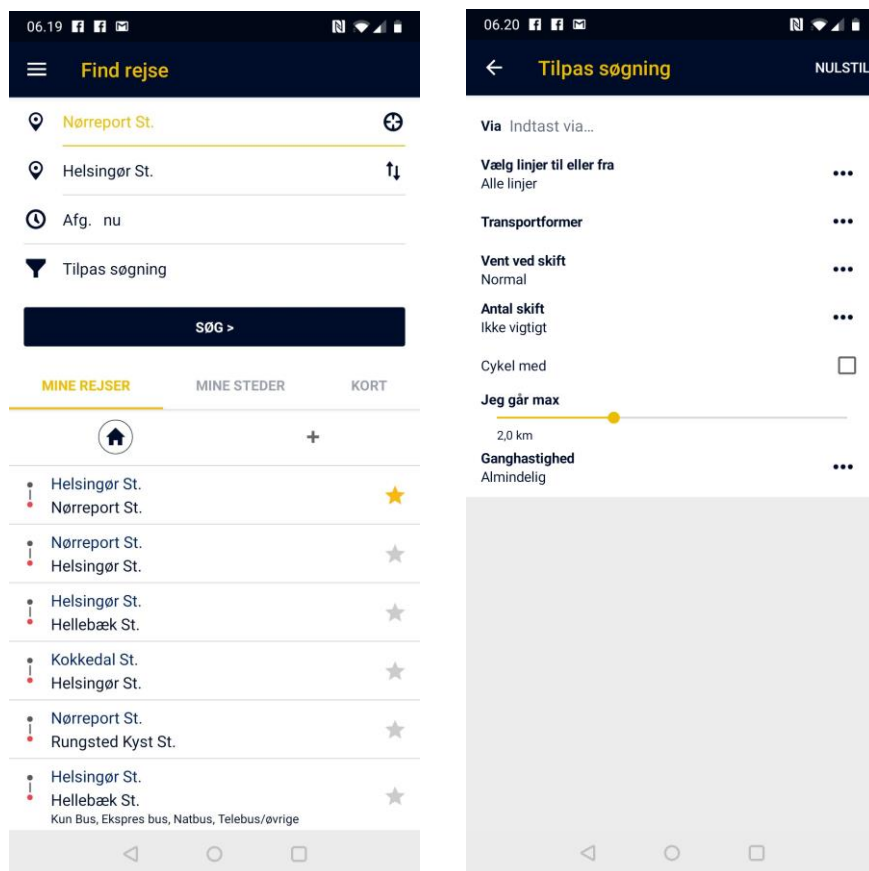 06.19
Find rejse
Nørreport St.
Helsingør St.
Afg. nu
Tilpas søgning
SØG >
MINE REJSER MINE STEDER KORT
+
Helsingør St.
Nørreport St.
Nørreport St.
Helsingør St.
Helsingør St.
Hellebæk St.
Kokkedal St.
Helsingør St.
Nørreport St.
Rungsted Kyst St.
Helsingør St.
Hellebæk St.
Kun Bus, Ekspres bus, Natbus, Telebus/øvrige
06.20
Tilpas søgning NULSTIL
Via Indtast via...
Vælg linjer til eller fra
Alle linjer
Transportformer
Vent ved skift
Normal
Antal skift
Ikke vigtigt
Cykel med
Jeg går max
2,0 km
Ganghastighed
Almindelig